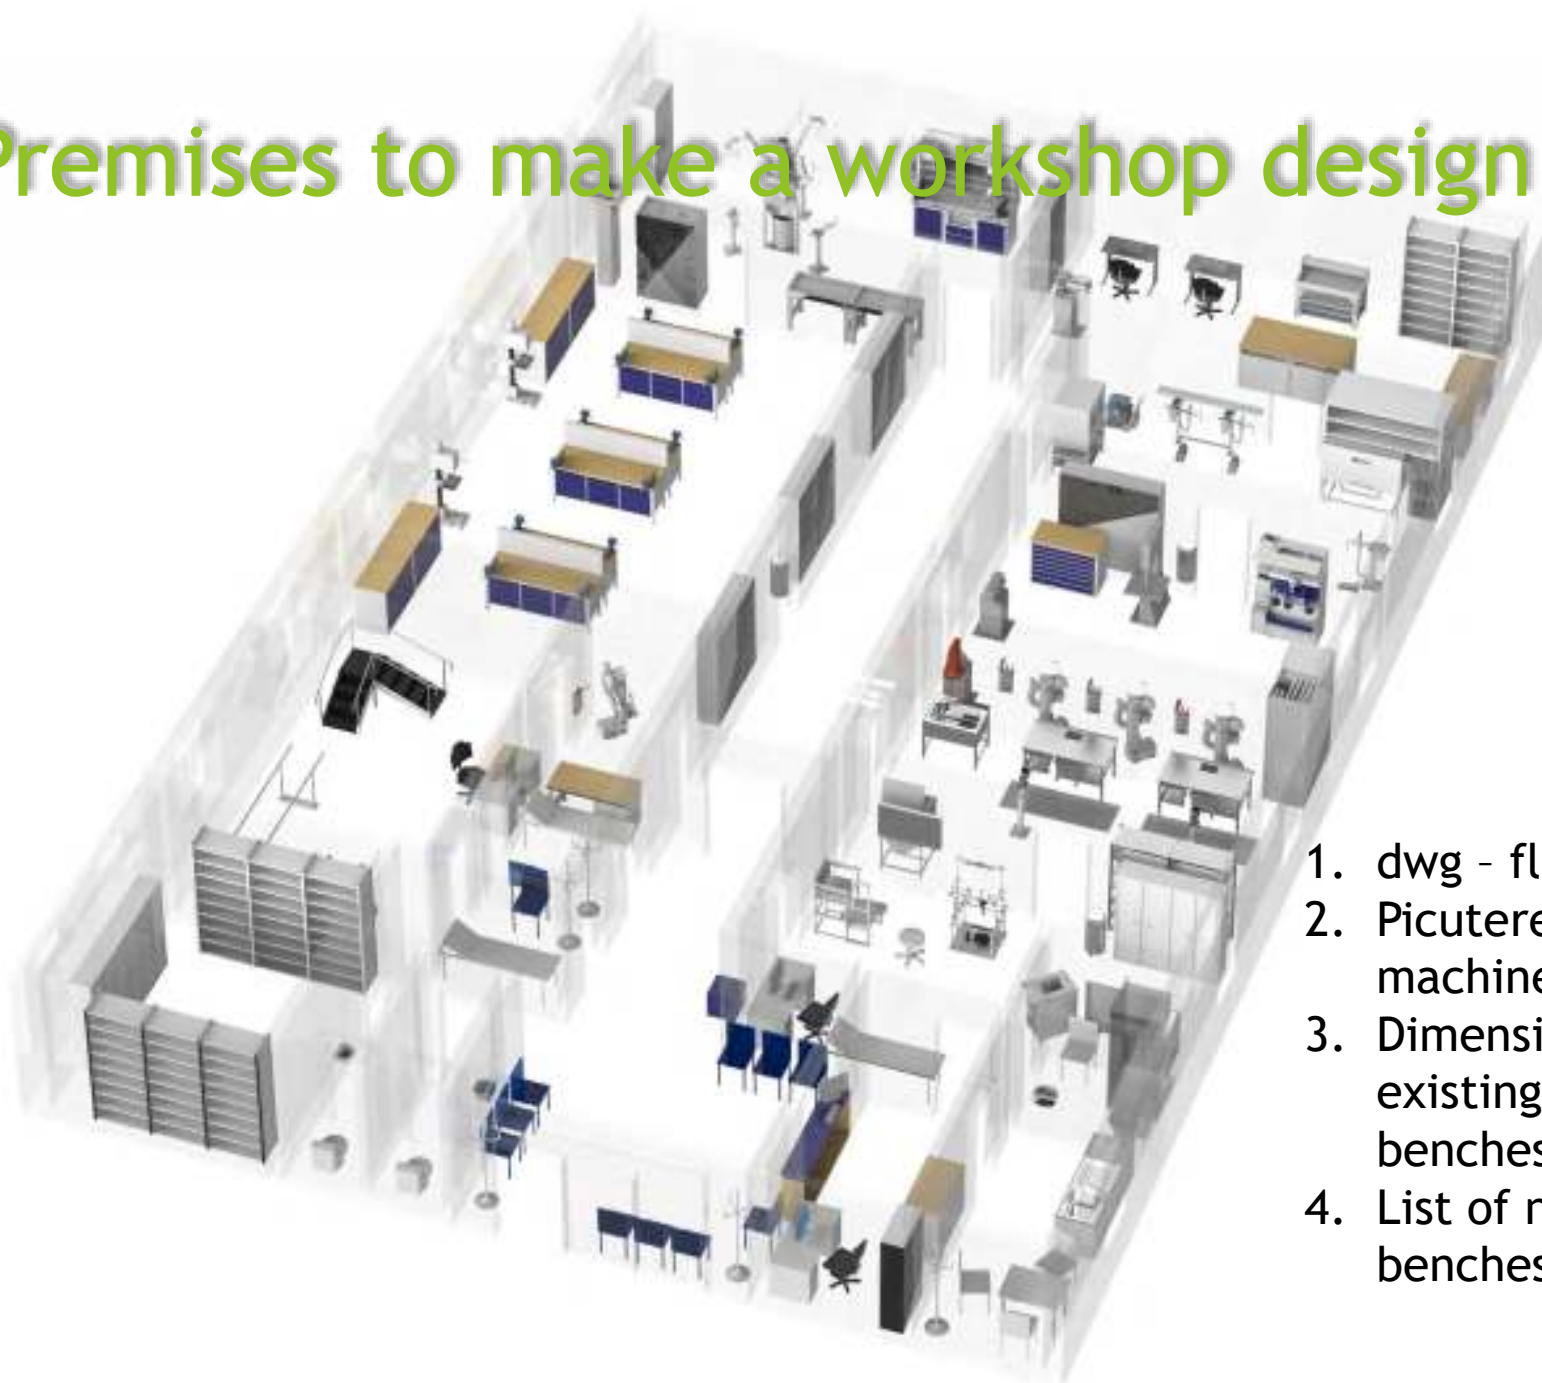 Premises to make a workshop design
1. dwg – fl
2. Picutere
machine
3. Dimensi
existing
benches
4. List of
benches